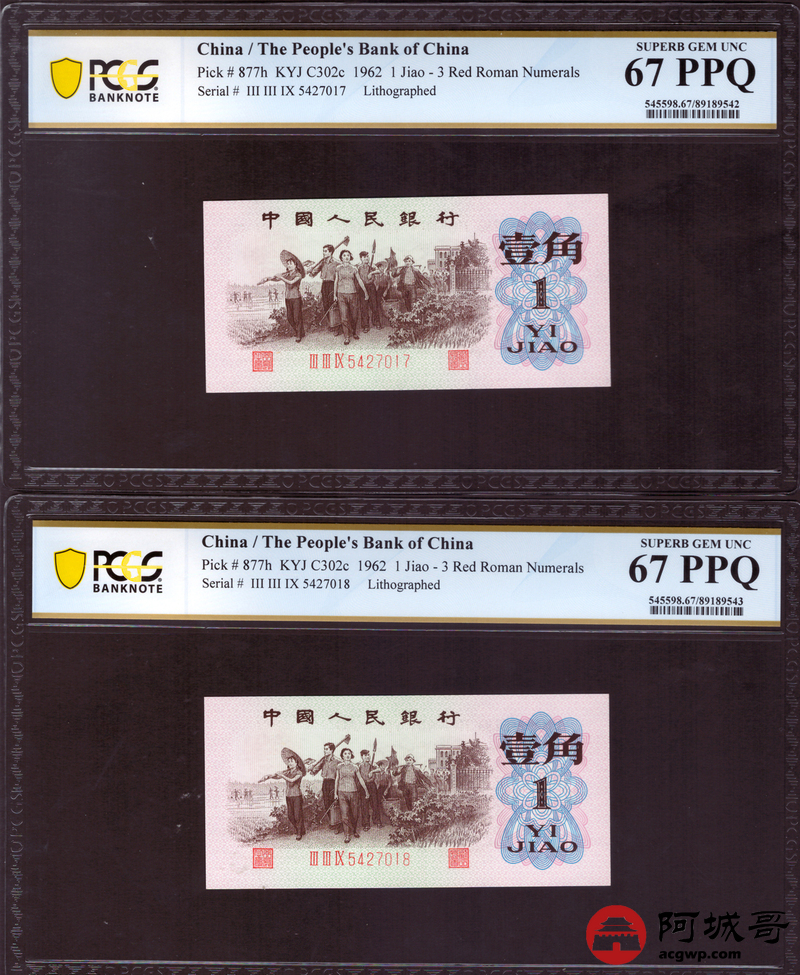 PCGS
BANKNOTE
China / The People's Bank of China
Pick # 877h KYJ C302c 1962 1 Jiao - 3 Red Roman Numerals
Serial # III III IX 5427017 Lithographed
SUPERB GEM UNC
67 PPQ
545598.67/89189542
中國人民銀行
壹角
1
YI
JIAO
III III IX 5427017
PCGS
BANKNOTE
China / The People's Bank of China
Pick # 877h KYJ C302c 1962 1 Jiao - 3 Red Roman Numerals
Serial # III III IX 5427018 Lithographed
SUPERB GEM UNC
67 PPQ
545598.67/89189543
中國人民銀行
壹角
1
YI
JIAO
III III IX 5427018
阿城哥
acgwp.com